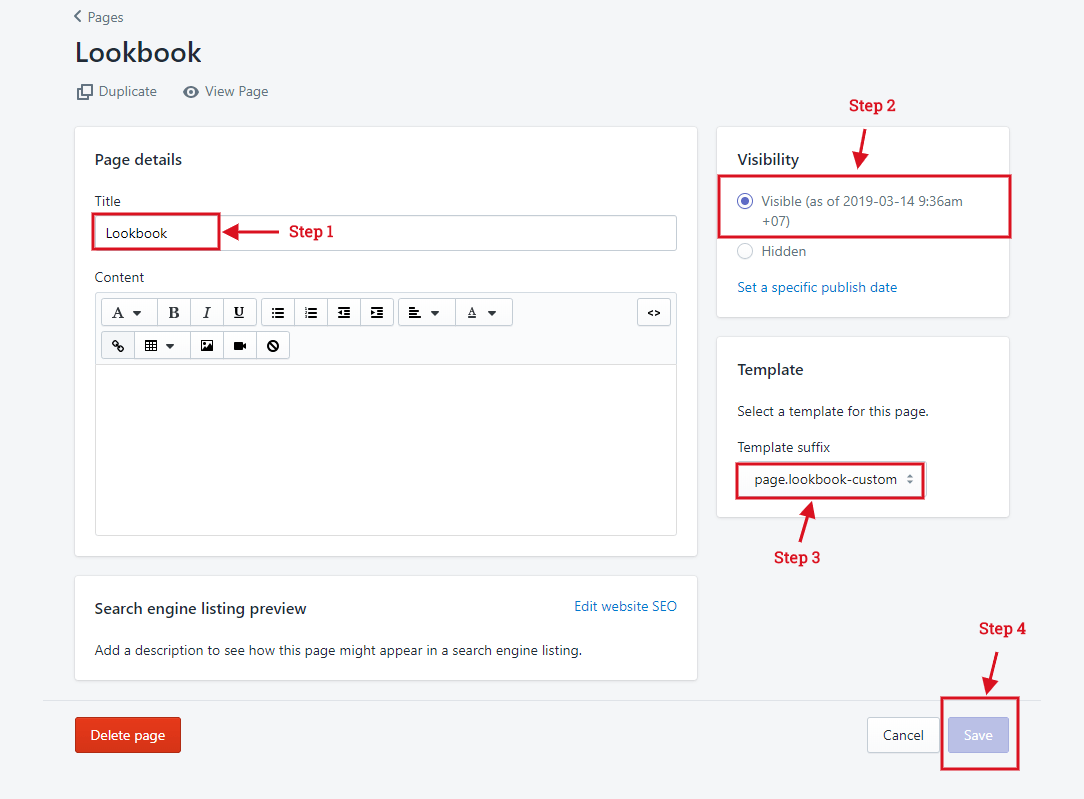 Pages
Lookbook
Duplicate
View Page
Page details
Title
Lookbook
Step 1
Content
A
B
I
U
A
<>
Step 2
Visibility
Visible (as of 2019-03-14 9:36am
+07)
Hidden
Set a specific publish date
Template
Select a template for this page.
Template suffix
page.lookbook-custom
Step 3
Search engine listing preview
Edit website SEO
Add a description to see how this page might appear in a search engine listing.
Step 4
Delete page
Cancel
Save